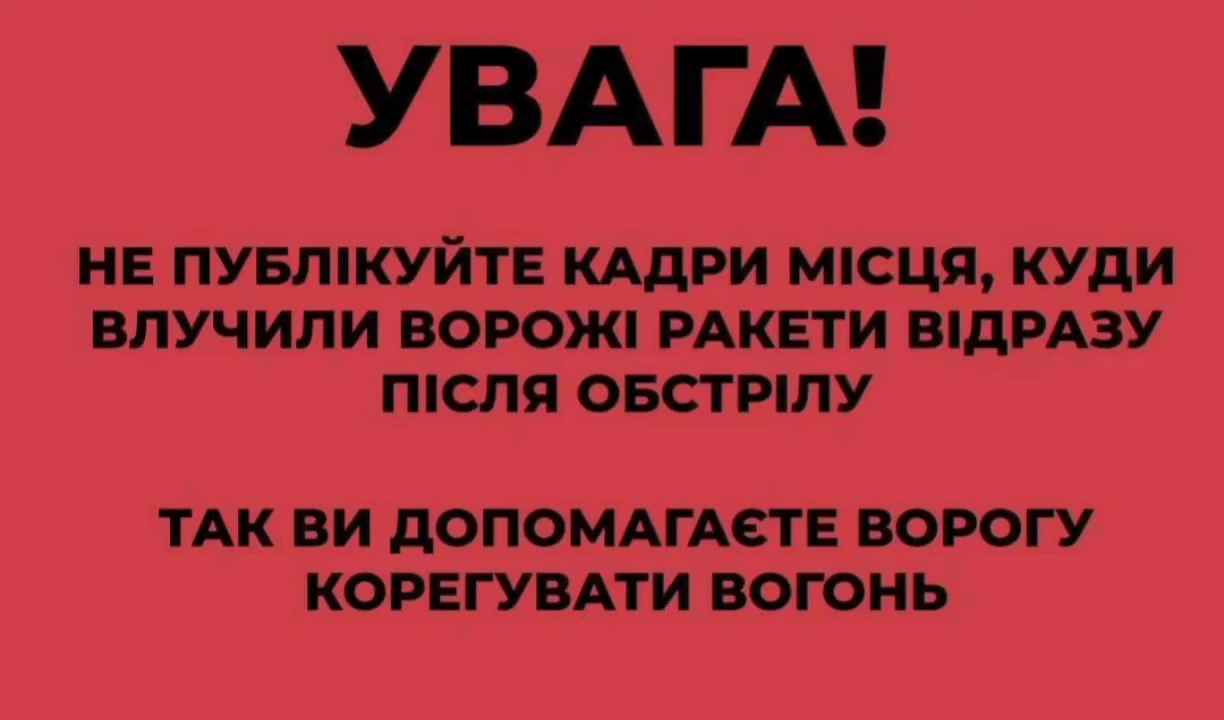 УВАГА!
НЕ ПУБЛІКУЙТЕ КАДРИ МІСЦЯ, КУДИ
ВЛУЧИЛИ ВОРОЖІ РАКЕТИ ВІДРАЗУ
ПІСЛЯ ОБСТРІЛУ
ТАК ВИ ДОПОМАГАЄТЕ ВОРОГУ
КОРЕГУВАТИ ВОГОНЬ